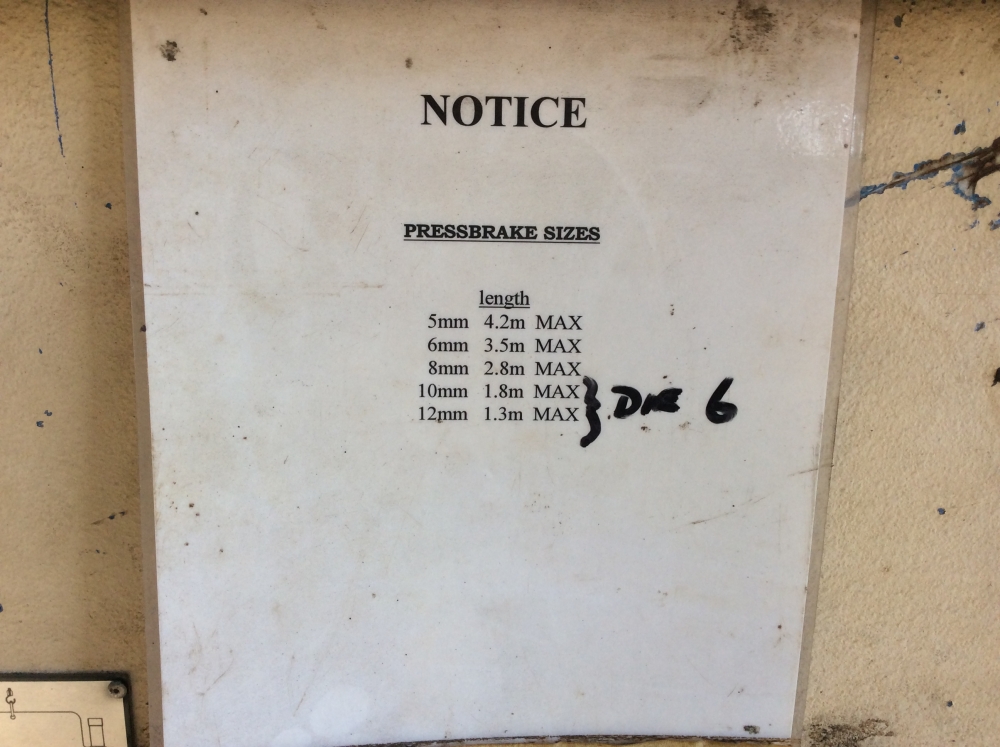 NOTICE
PRESSBRAKE SIZES
length
5mm 4.2m MAX
6mm 3.5m MAX
8mm 2.8m MAX
10mm 1.8m MAX
12mm 1.3m MAX } DIE 6